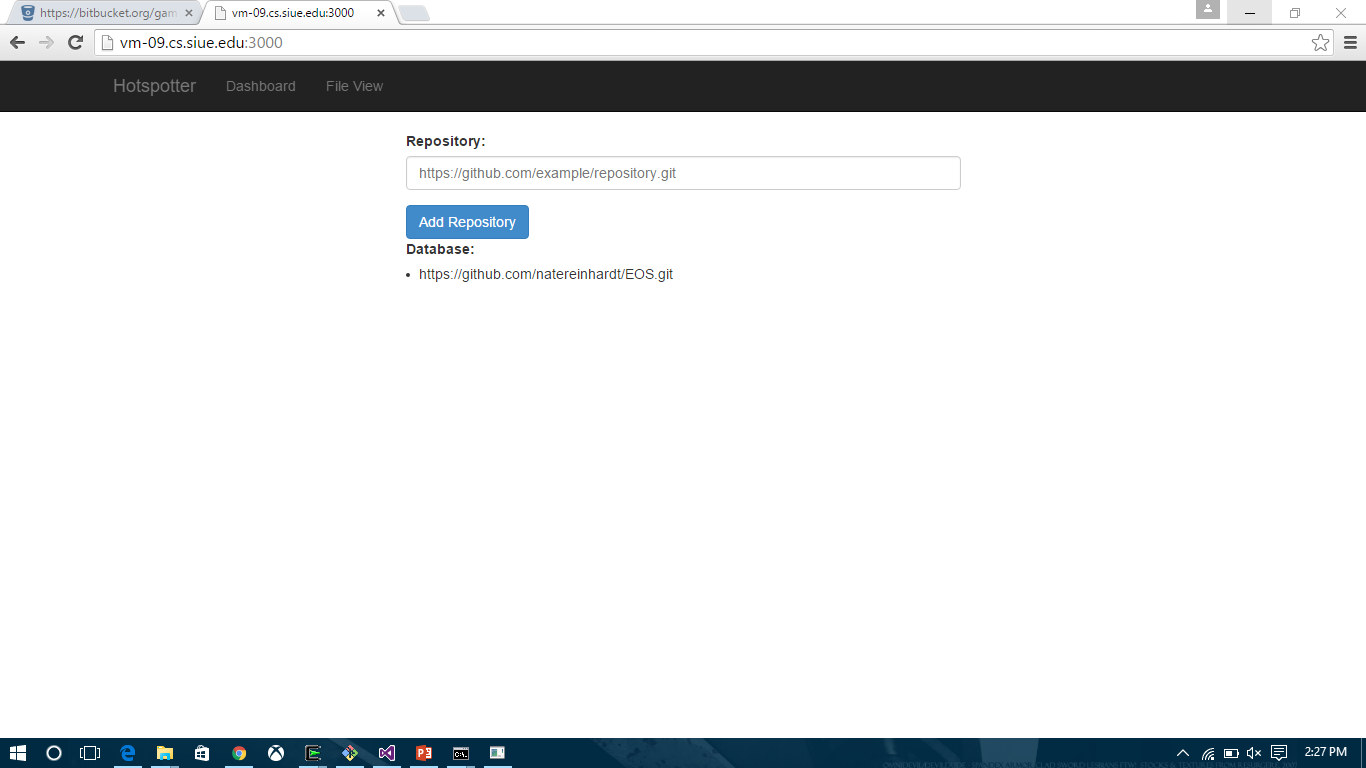 https://bitbucket.org/gam
vm-09.cs.siue.edu:3000
vm-09.cs.siue.edu:3000
Hotspotter Dashboard File View
Repository:
https://github.com/example/repository.git
Add Repository
Database:
• https://github.com/natereinhardt/EOS.git
2:27 PM